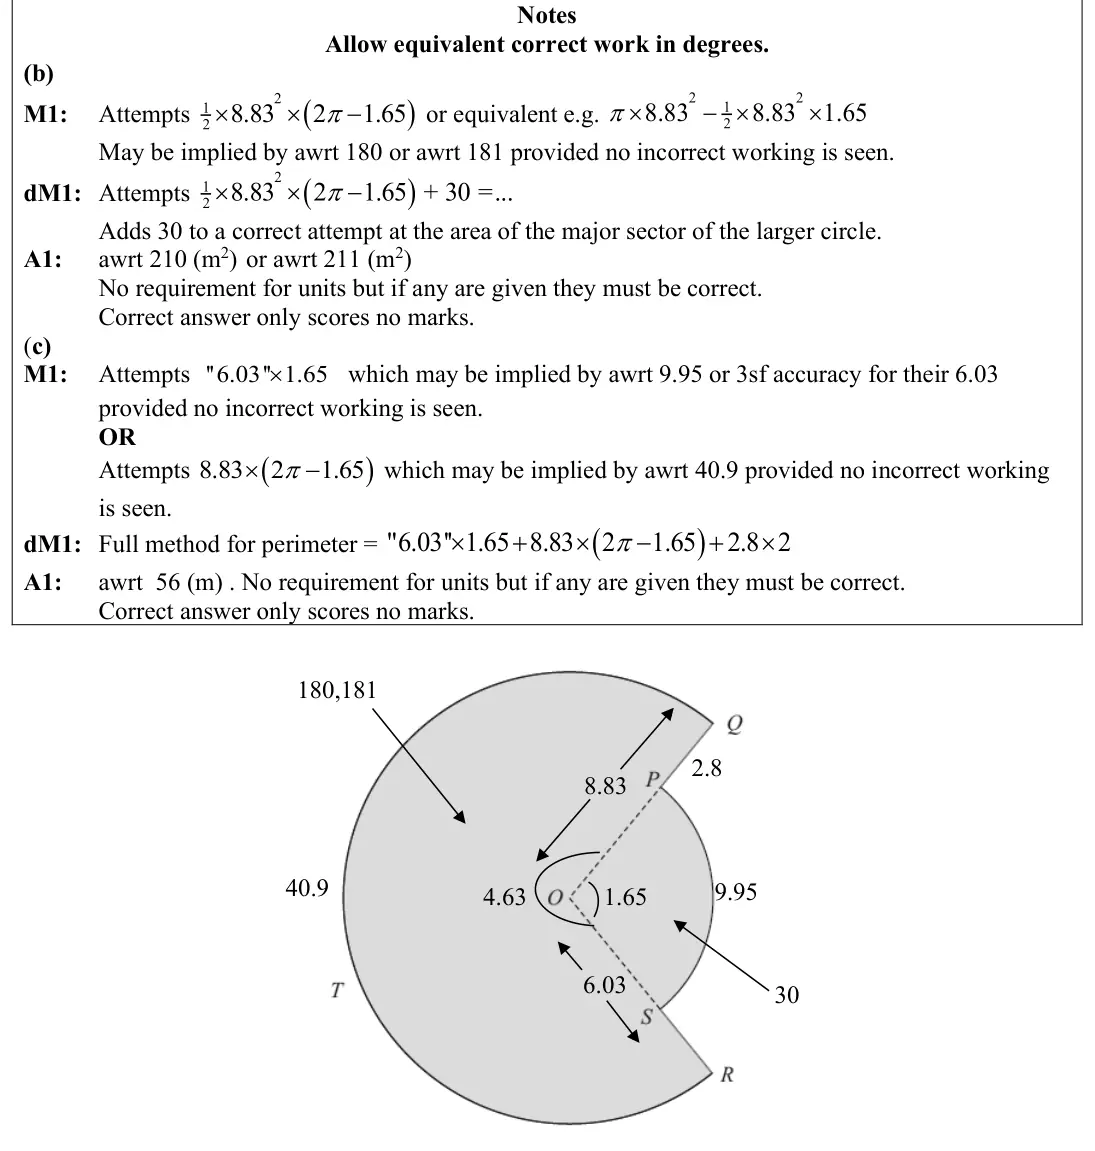 Notes
Allow equivalent correct work in degrees.
(b)
M1: Attempts ½×8.83²×(2π−1.65) or equivalent e.g. π×8.83²−½×8.83²×1.65
May be implied by awrt 180 or awrt 181 provided no incorrect working is seen.
dM1: Attempts ½×8.83²×(2π−1.65) + 30 =...
Adds 30 to a correct attempt at the area of the major sector of the larger circle.
A1: awrt 210 (m²) or awrt 211 (m²)
No requirement for units but if any are given they must be correct.
Correct answer only scores no marks.
(c)
M1: Attempts "6.03"×1.65 which may be implied by awrt 9.95 or 3sf accuracy for their 6.03
provided no incorrect working is seen.
OR
Attempts 8.83×(2π−1.65) which may be implied by awrt 40.9 provided no incorrect working
is seen.
dM1: Full method for perimeter = "6.03"×1.65+8.83×(2π−1.65)+2.8×2
A1: awrt 56 (m) . No requirement for units but if any are given they must be correct.
Correct answer only scores no marks.
180,181
Q
2.8
8.83
P
40.9
4.63
O
1.65
9.95
6.03
T
30
S
R